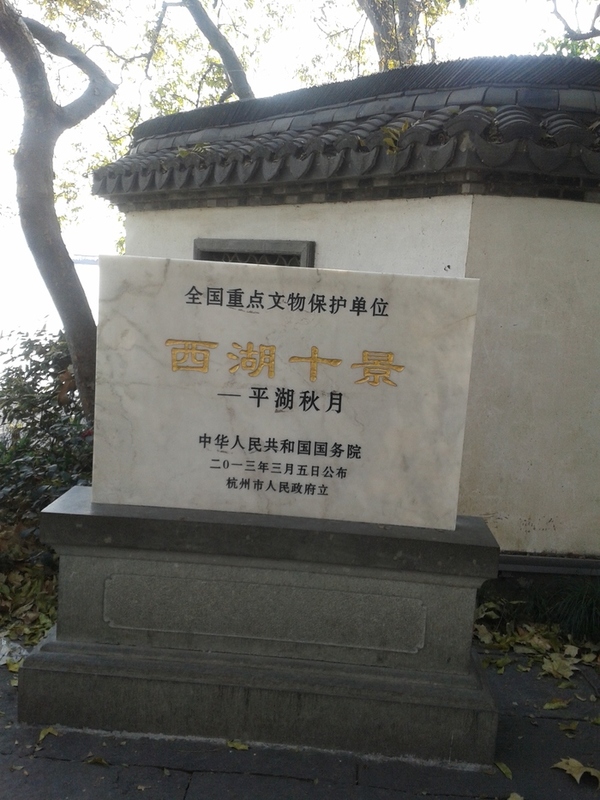 全国重点文物保护单位
西湖十景
—平湖秋月
中华人民共和国国务院
二0一三年三月五日公布
杭州市人民政府立